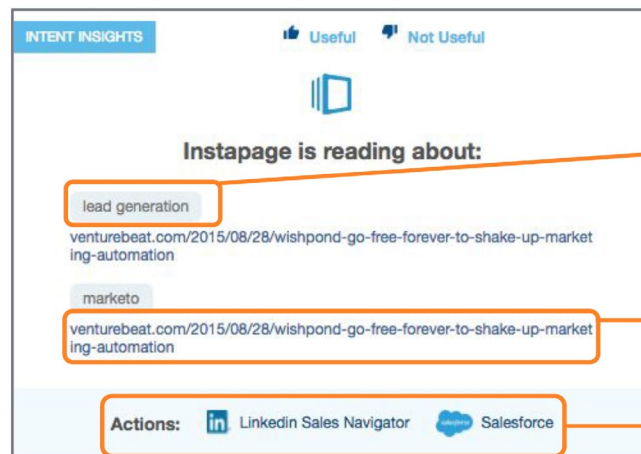 INTENT INSIGHTS
Useful Not Useful
Instapage is reading about:
lead generation
venturebeat.com/2015/08/28/wishpond-go-free-forever-to-shake-up-market
ing-automation
marketo
venturebeat.com/2015/08/28/wishpond-go-free-forever-to-shake-up-market
ing-automation
Actions: in Linkedin Sales Navigator salesforce Salesforce